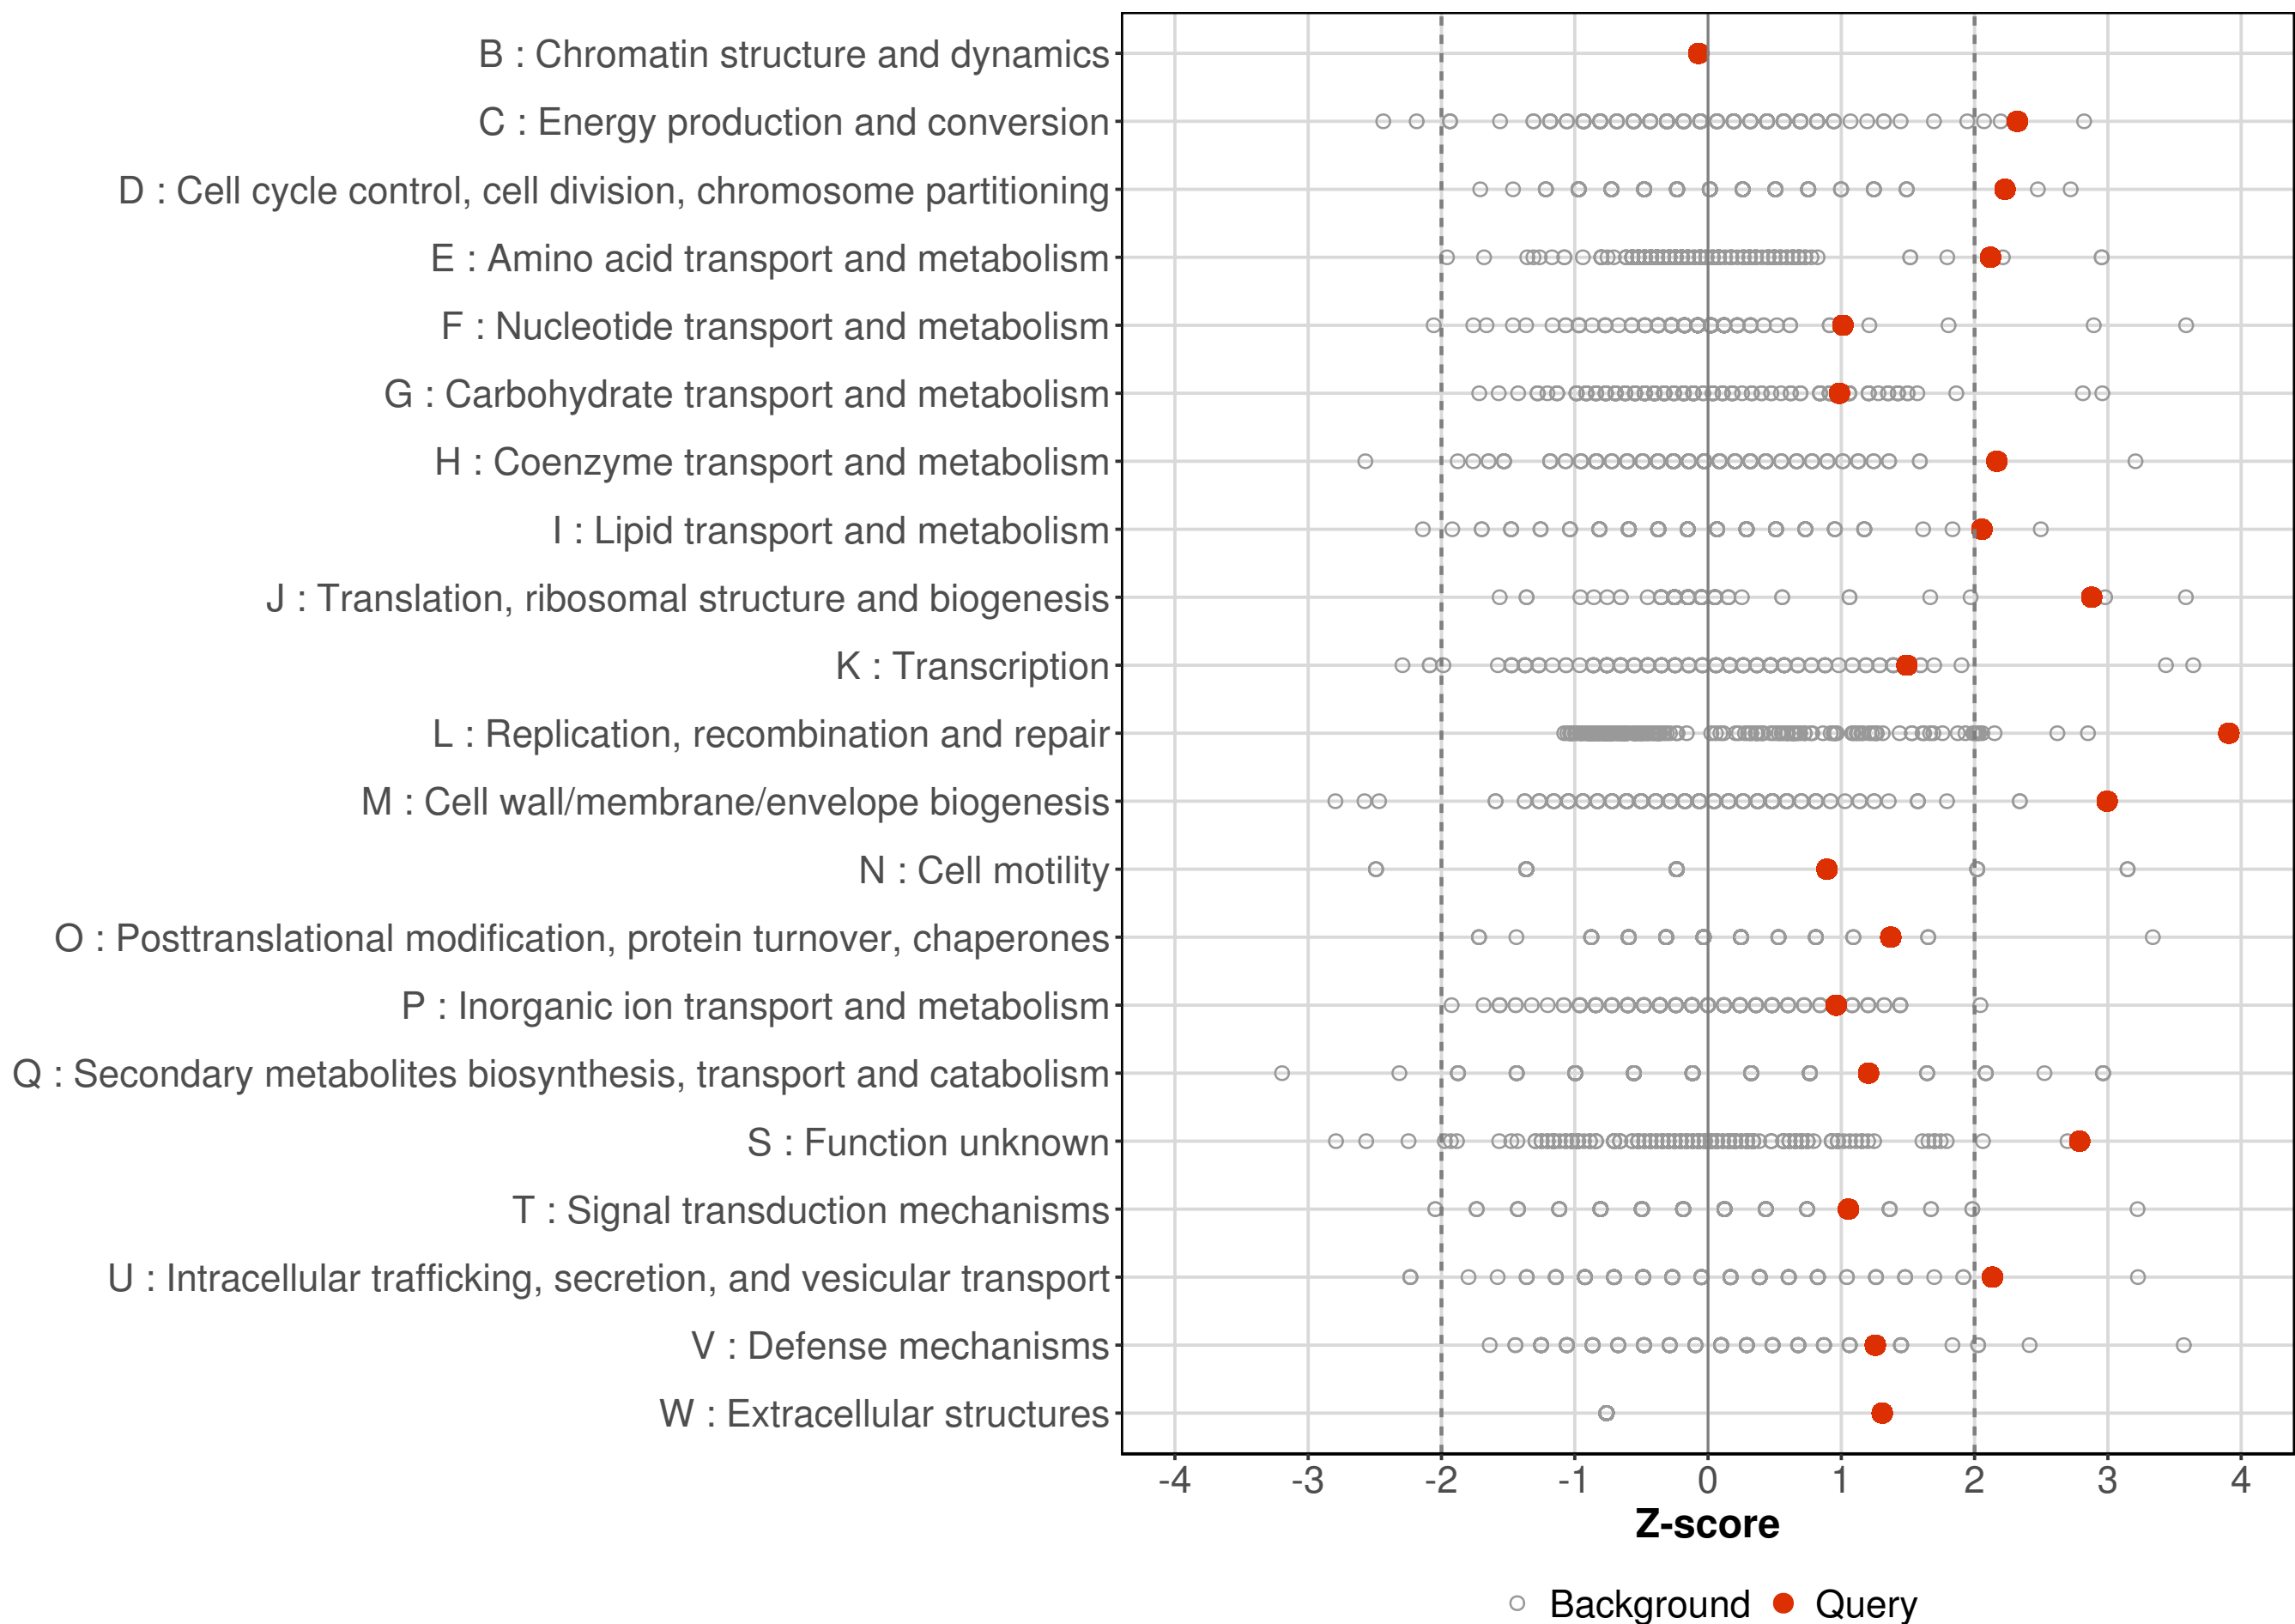 B : Chromatin structure and dynamics
C : Energy production and conversion
D : Cell cycle control, cell division, chromosome partitioning
E : Amino acid transport and metabolism
F : Nucleotide transport and metabolism
G : Carbohydrate transport and metabolism
H : Coenzyme transport and metabolism
I : Lipid transport and metabolism
J : Translation, ribosomal structure and biogenesis
K : Transcription
L : Replication, recombination and repair
M : Cell wall/membrane/envelope biogenesis
N : Cell motility
O : Posttranslational modification, protein turnover, chaperones
P : Inorganic ion transport and metabolism
Q : Secondary metabolites biosynthesis, transport and catabolism
S : Function unknown
T : Signal transduction mechanisms
U : Intracellular trafficking, secretion, and vesicular transport
V : Defense mechanisms
W : Extracellular structures
-4 -3 -2 -1 0 1 2 3 4
Z-score
Background Query